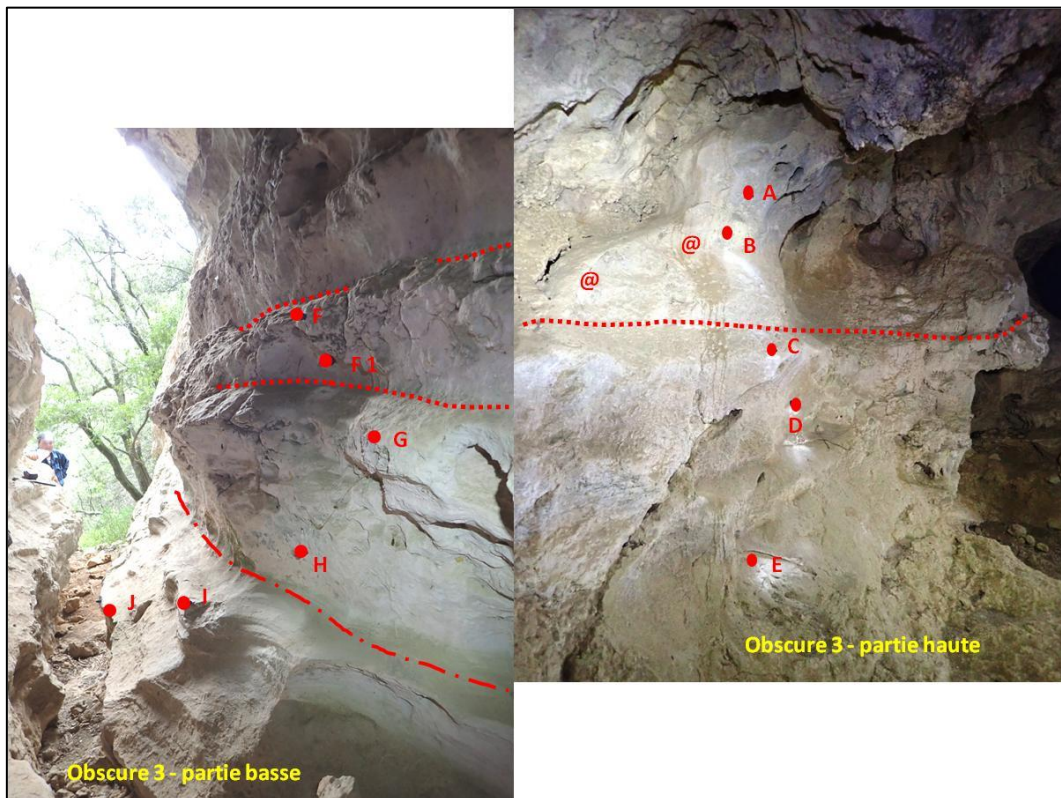 F
F 1
G
H
J
I
Obscure 3 - partie basse
A
B
@
@
C
D
E
Obscure 3 - partie haute